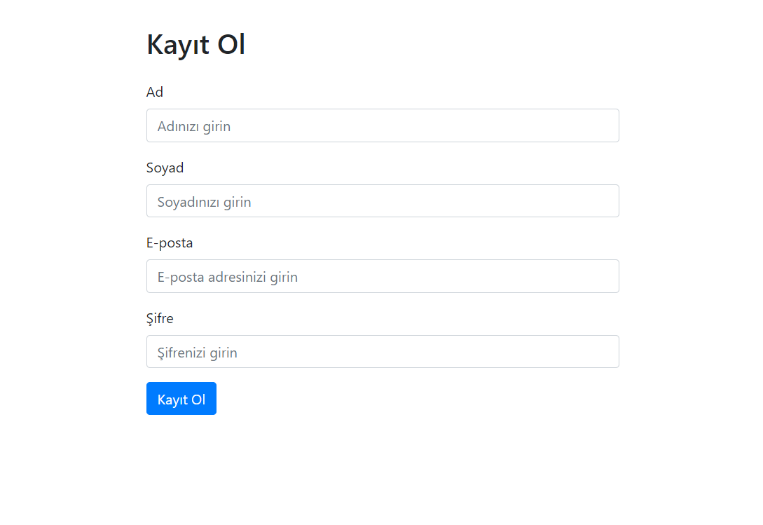 Kayıt Ol
Ad
Adınızı girin
Soyad
Soyadınızı girin
E-posta
E-posta adresinizi girin
Şifre
Şifrenizi girin
Kayıt Ol